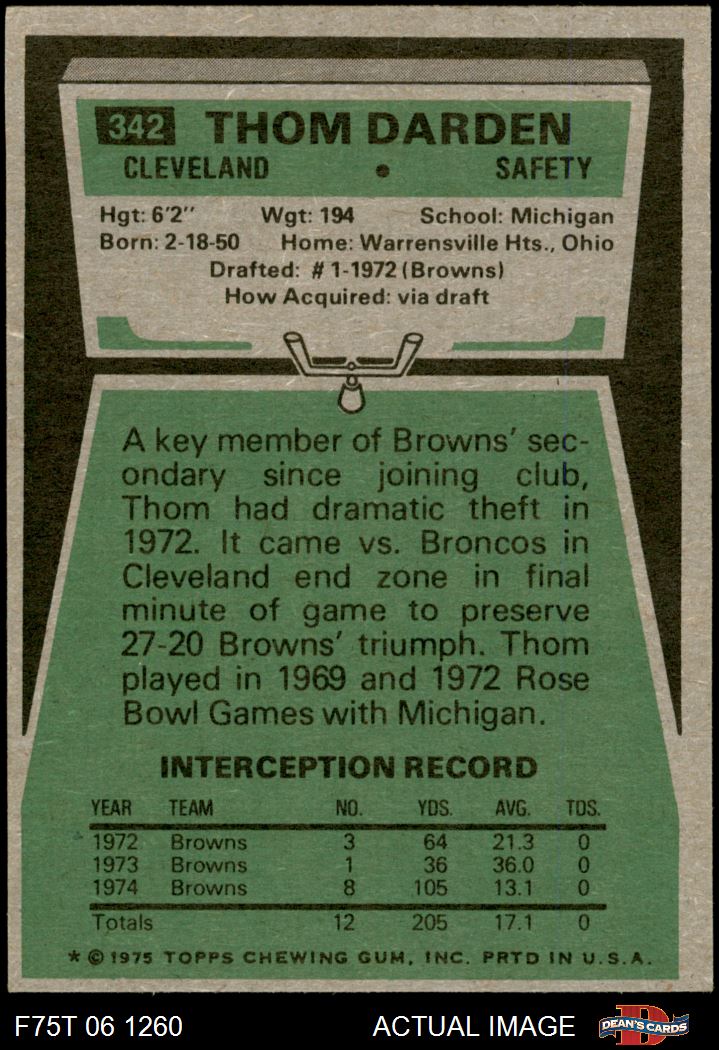 342 THOM DARDEN
CLEVELAND • SAFETY
Hgt: 6'2" Wgt: 194 School: Michigan
Born: 2-18-50 Home: Warrensville Hts., Ohio
Drafted: #1-1972 (Browns)
How Acquired: via draft
A key member of Browns' sec-
ondary since joining club,
Thom had dramatic theft in
1972. It came vs. Broncos in
Cleveland end zone in final
minute of game to preserve
27-20 Browns' triumph. Thom
played in 1969 and 1972 Rose
Bowl Games with Michigan.
INTERCEPTION RECORD
YEAR TEAM NO. YDS. AVG. TDS.
1972 Browns 3 64 21.3 0
1973 Browns 1 36 36.0 0
1974 Browns 8 105 13.1 0
Totals 12 205 17.1 0
* © 1975 TOPPS CHEWING GUM, INC. PRTD IN U.S.A.
F75T 06 1260 ACTUAL IMAGE D DEAN'S CARDS